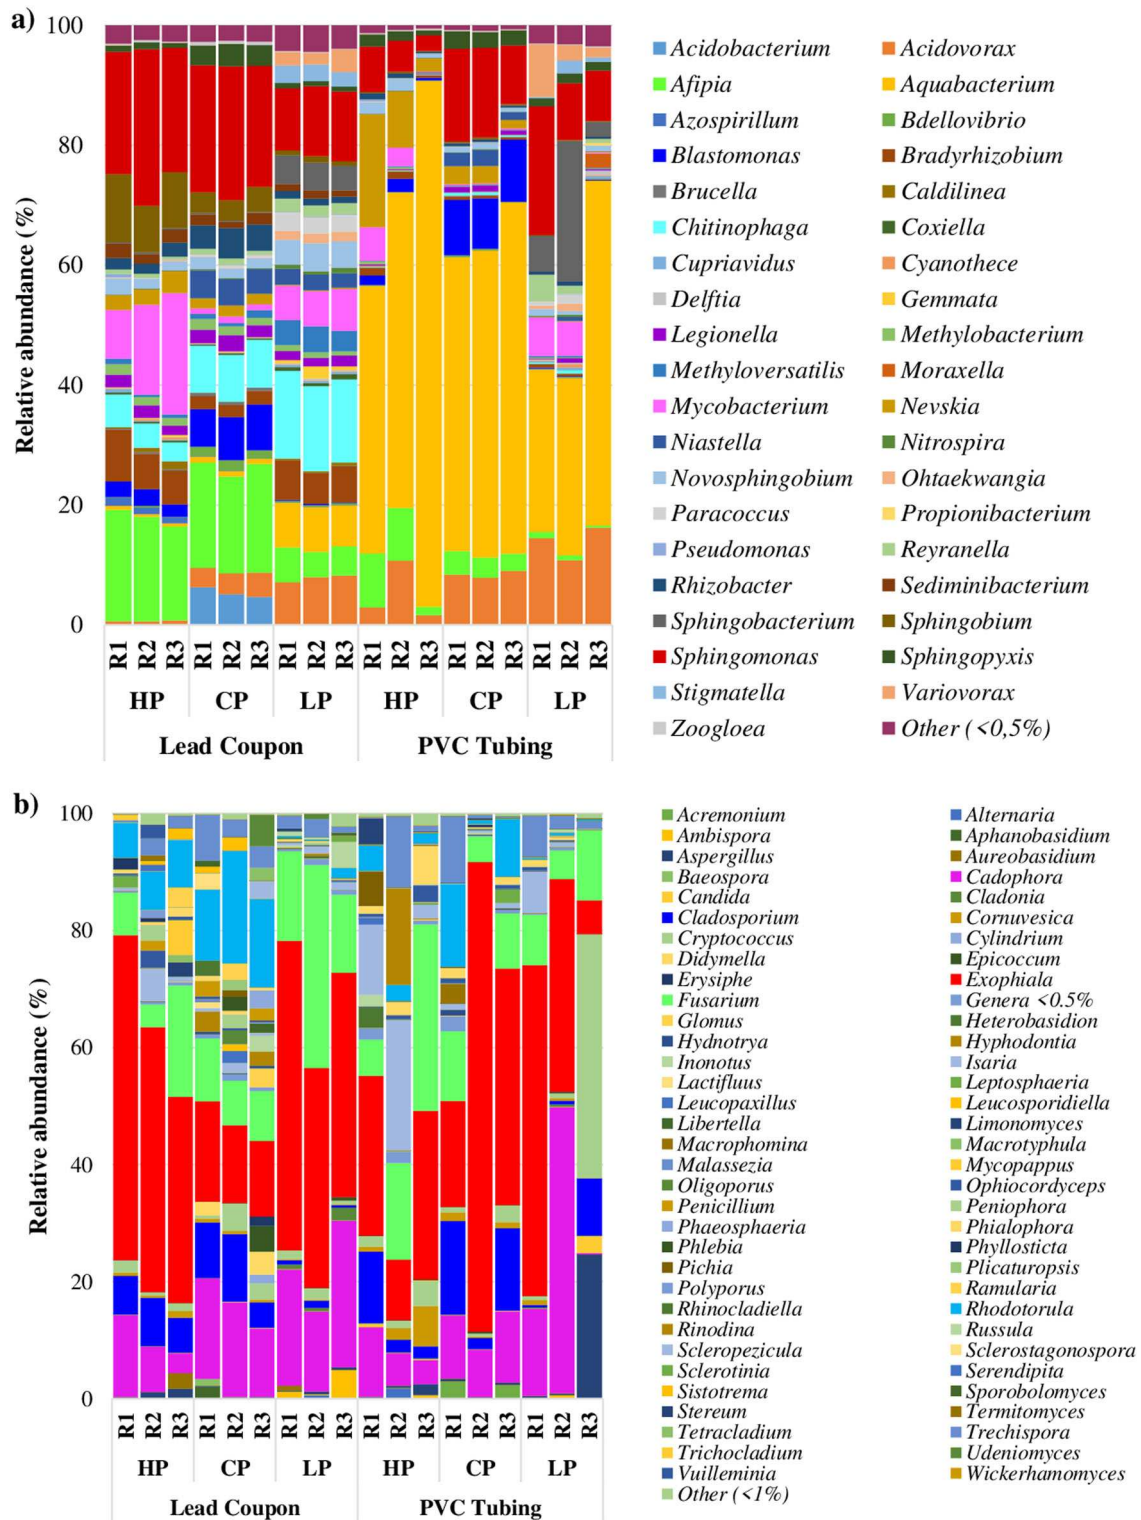 a)
100
80
60
40
20
0
Relative abundance (%)
R1 R2 R3 R1 R2 R3 R1 R2 R3 R1 R2 R3 R1 R2 R3 R1 R2 R3
HP CP LP HP CP LP
Lead Coupon PVC Tubing
Acidobacterium Acidovorax
Afipia Aquabacterium
Azospirillum Bdellovibrio
Blastomonas Bradyrhizobium
Brucella Caldilinea
Chitinophaga Coxiella
Cupriavidus Cyanothece
Delftia Gemmata
Legionella Methylobacterium
Methyloversatilis Moraxella
Mycobacterium Nevskia
Niastella Nitrospira
Novosphingobium Ohtaekwangia
Paracoccus Propionibacterium
Pseudomonas Reyranella
Rhizobacter Sediminibacterium
Sphingobacterium Sphingobium
Sphingomonas Sphingopyxis
Stigmatella Variovorax
Zoogloea Other (<0,5%)
b)
100
80
60
40
20
0
Relative abundance (%)
R1 R2 R3 R1 R2 R3 R1 R2 R3 R1 R2 R3 R1 R2 R3 R1 R2 R3
HP CP LP HP CP LP
Lead Coupon PVC Tubing
Acremonium Alternaria
Ambispora Aphanobasidium
Aspergillus Aureobasidium
Baeospora Cadophora
Candida Cladonia
Cladosporium Cornuvesica
Cryptococcus Cylindrium
Didymella Epicoccum
Erysiphe Exophiala
Fusarium Genera <0.5%
Glomus Heterobasidion
Hydnotrya Hyphodontia
Inonotus Isaria
Lactifluus Leptosphaeria
Leucopaxillus Leucosporidiella
Libertella Limonomyces
Macrophomina Macrotyphula
Malassezia Mycopappus
Oligoporus Ophiocordyceps
Penicillium Peniophora
Phaeosphaeria Phialophora
Phlebia Phyllosticta
Pichia Plicaturopsis
Polyporus Ramularia
Rhinocladiella Rhodotorula
Rinodina Russula
Scleropezicula Sclerostagonospora
Sclerotinia Serendipita
Sistotrema Sporobolomyces
Stereum Termitomyces
Tetracladium Trechispora
Trichocladium Udeniomyces
Vuilleminia Wickerhamomyces
Other (<1%)